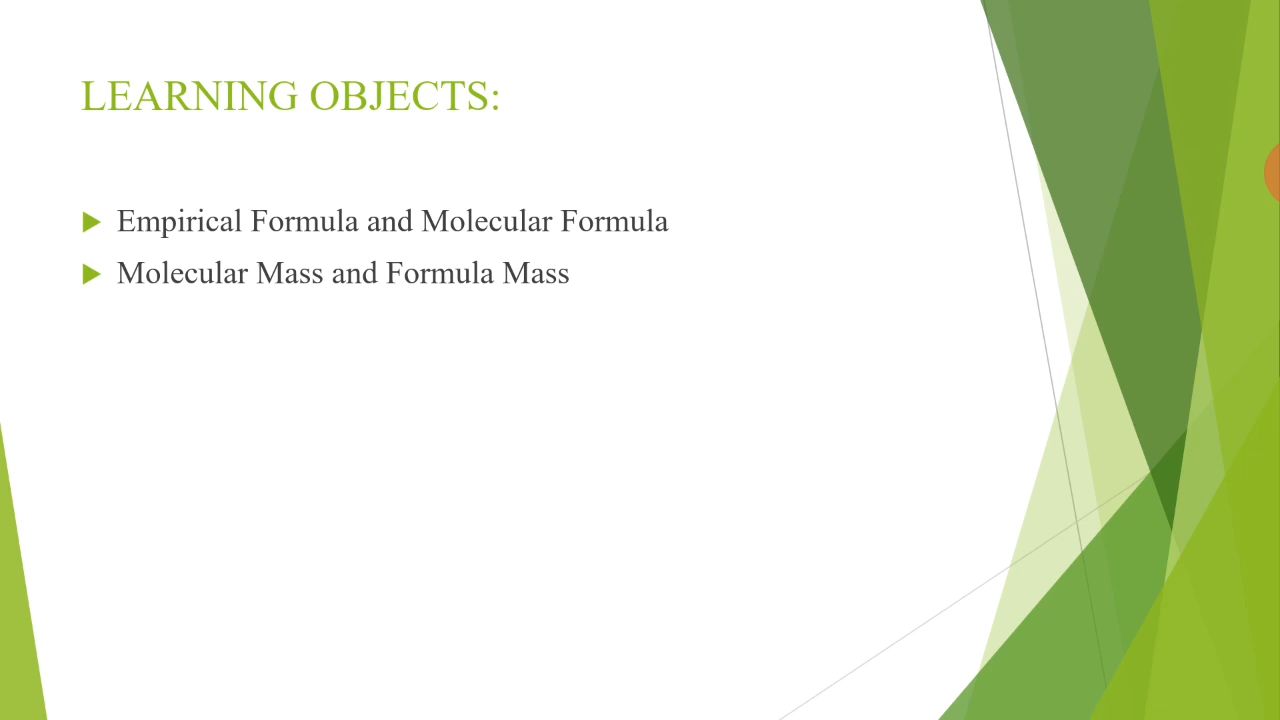 LEARNING OBJECTS:
Empirical Formula and Molecular Formula
Molecular Mass and Formula Mass